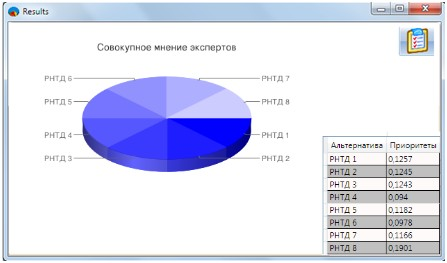 Results
Совокупное мнение экспертов
РНТД 6
РНТД 7
РНТД 5
РНТД 8
РНТД 4
РНТД 1
РНТД 3
РНТД 2
Альтернатива Приоритеты
РНТД 1 0,1257
РНТД 2 0,1245
РНТД 3 0,1243
РНТД 4 0,094
РНТД 5 0,1182
РНТД 6 0,0978
РНТД 7 0,1166
РНТД 8 0,1901